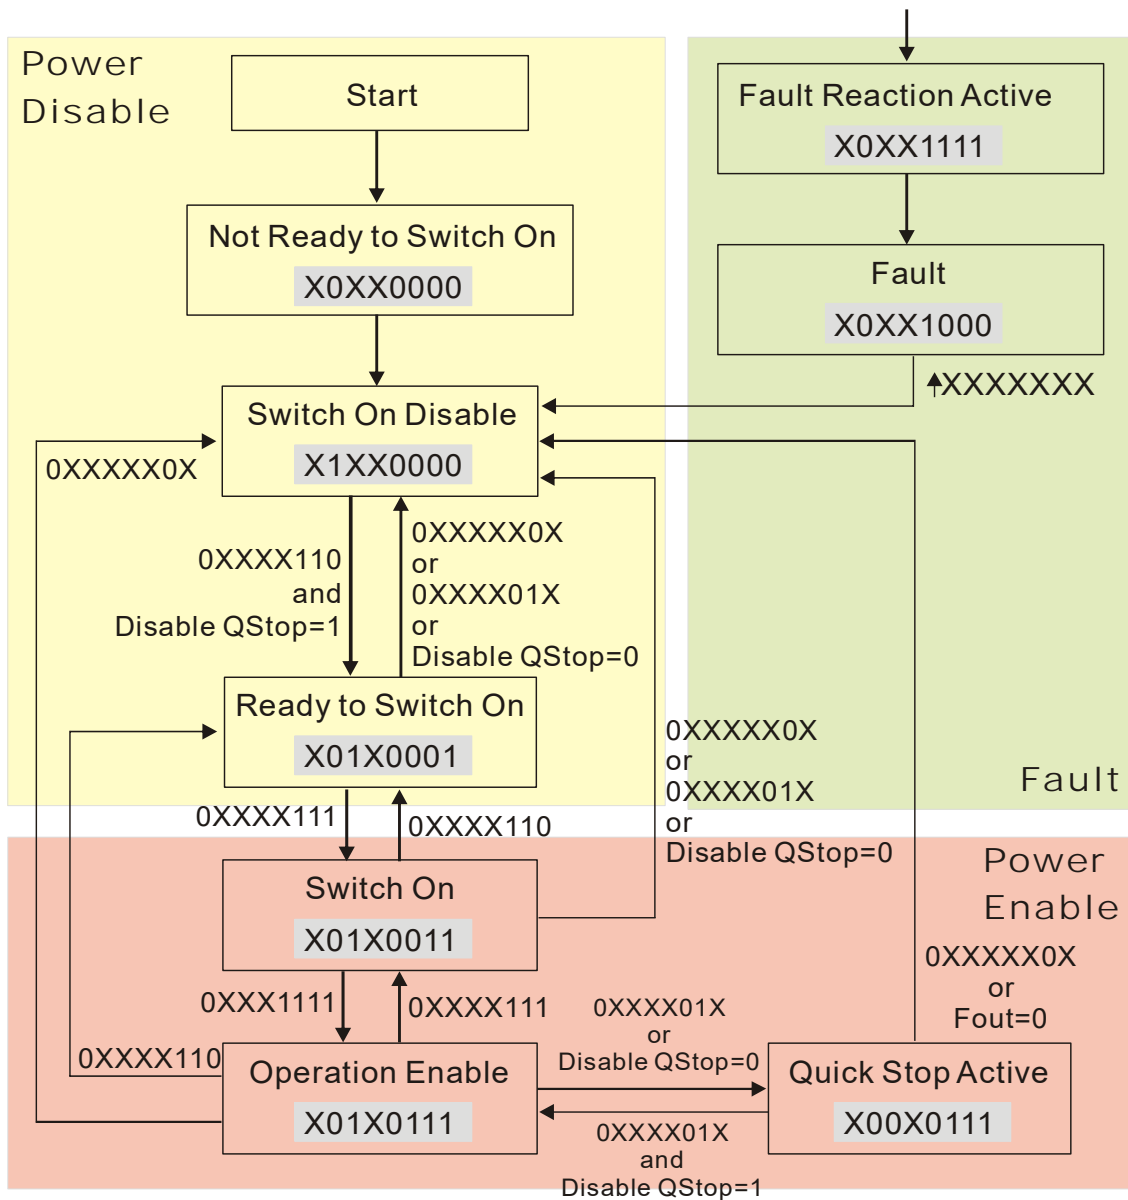 Power
Disable
Start
Not Ready to Switch On
X0XX0000
Switch On Disable
X1XX0000
0XXXXX0X
0XXXX110
and
Disable QStop=1
0XXXXX0X
or
0XXXX01X
or
Disable QStop=0
Ready to Switch On
X01X0001
0XXXX111
0XXXX110
Fault Reaction Active
X0XX1111
Fault
X0XX1000
XXXXXXX
Fault
0XXXXX0X
or
0XXXX01X
or
Disable QStop=0
Power
Enable
Switch On
X01X0011
0XXX1111
0XXXX111
0XXXX110
Operation Enable
X01X0111
0XXXX01X
or
Disable QStop=0
0XXXX01X
and
Disable QStop=1
0XXXXX0X
or
Fout=0
Quick Stop Active
X00X0111